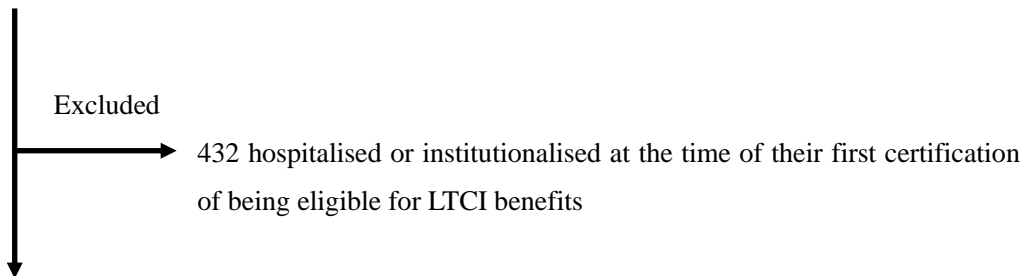 Excluded
432 hospitalised or institutionalised at the time of their first certification
of being eligible for LTCI benefits